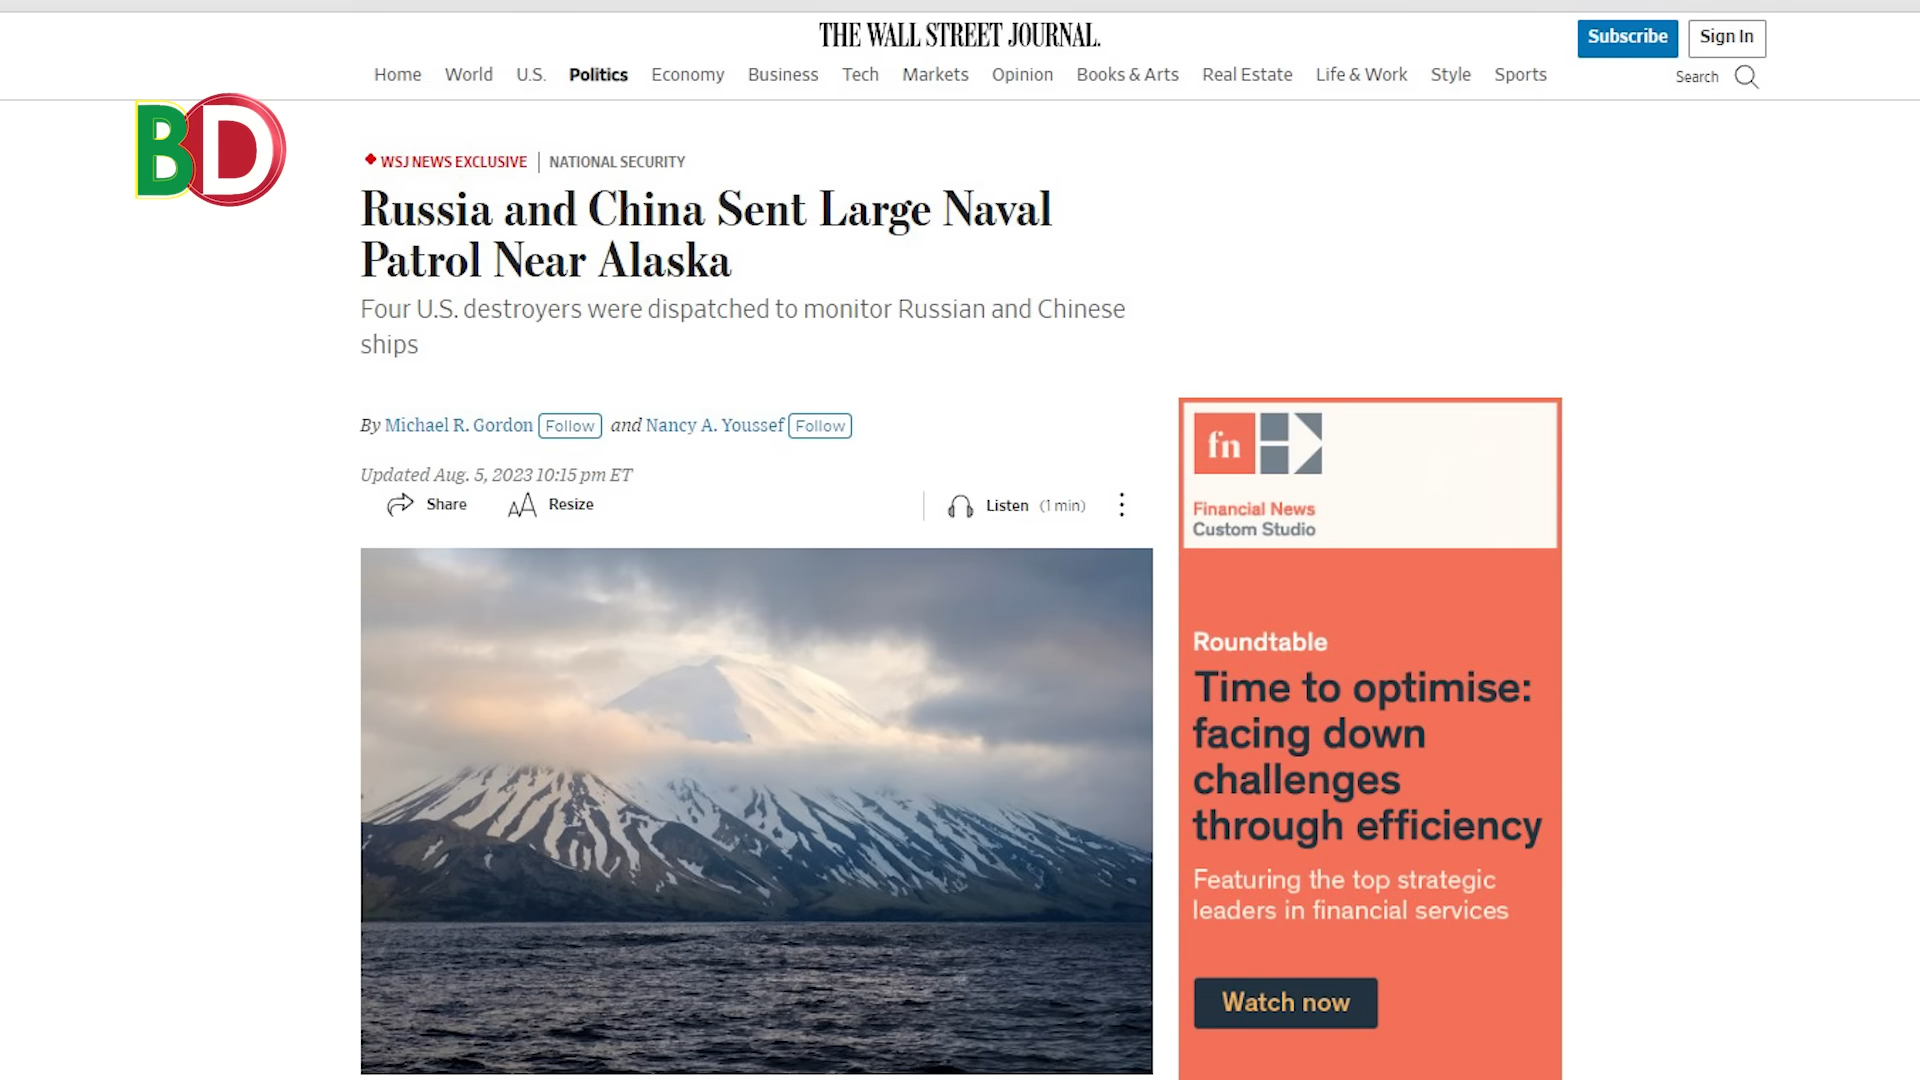 THE WALL STREET JOURNAL.
Subscribe
Sign In
Home World U.S. Politics Economy Business Tech Markets Opinion Books & Arts Real Estate Life & Work Style Sports
Search
BD
WSJ NEWS EXCLUSIVE | NATIONAL SECURITY
Russia and China Sent Large Naval
Patrol Near Alaska
Four U.S. destroyers were dispatched to monitor Russian and Chinese
ships
By Michael R. Gordon Follow and Nancy A. Youssef Follow
Updated Aug. 5, 2023 10:15 pm ET
Share AA Resize
Listen (1 min)
fn
Financial News
Custom Studio
Roundtable
Time to optimise:
facing down
challenges
through efficiency
Featuring the top strategic
leaders in financial services
Watch now